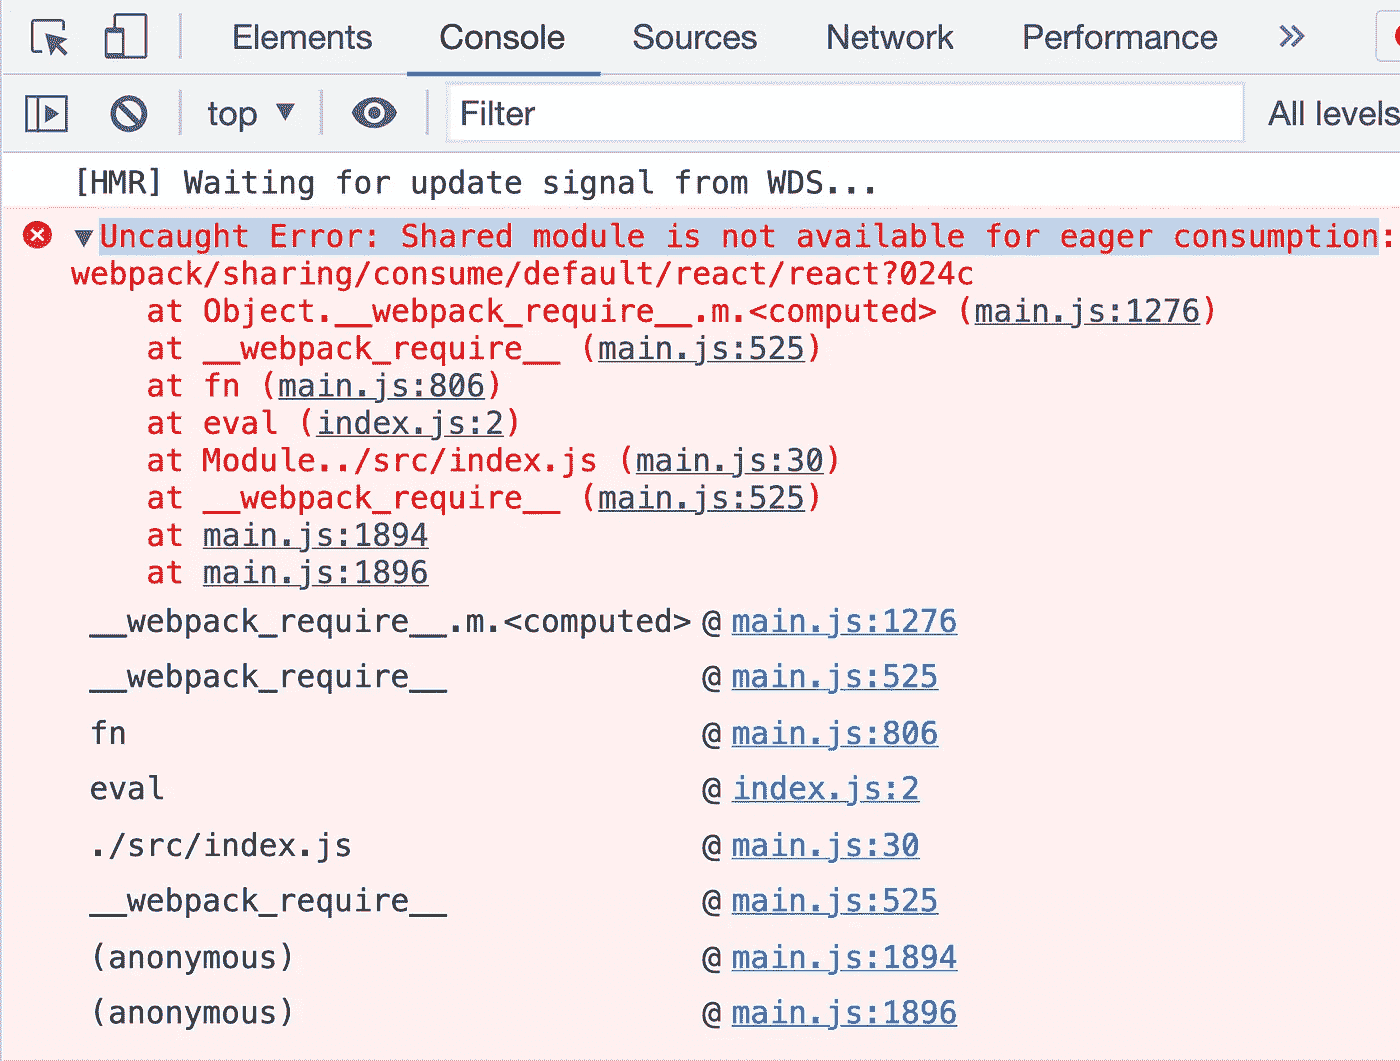 Elements Console Sources Network Performance »
top ▼ Filter All levels
[HMR] Waiting for update signal from WDS...
▼Uncaught Error: Shared module is not available for eager consumption:
webpack/sharing/consume/default/react/react?024c
at Object.__webpack_require__.m.<computed> (main.js:1276)
at __webpack_require__ (main.js:525)
at fn (main.js:806)
at eval (index.js:2)
at Module../src/index.js (main.js:30)
at __webpack_require__ (main.js:525)
at main.js:1894
at main.js:1896
__webpack_require__.m.<computed> @ main.js:1276
__webpack_require__ @ main.js:525
fn @ main.js:806
eval @ index.js:2
./src/index.js @ main.js:30
__webpack_require__ @ main.js:525
(anonymous) @ main.js:1894
(anonymous) @ main.js:1896